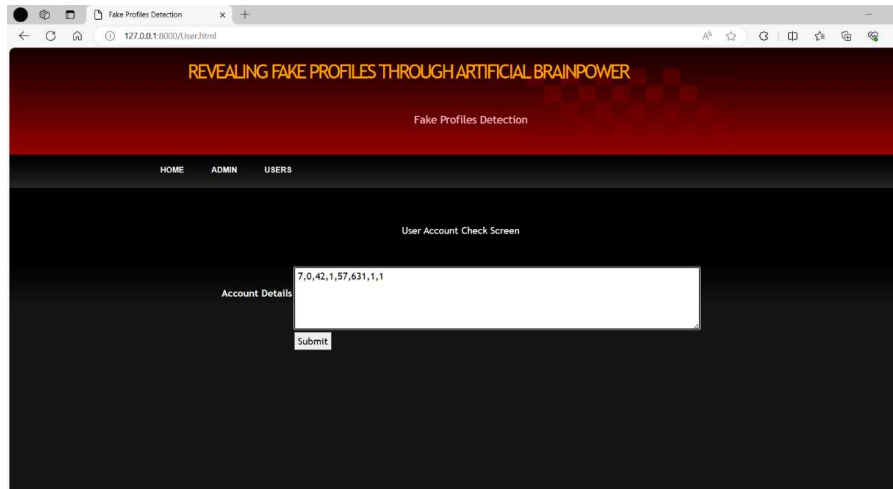 Fake Profiles Detection
127.0.0.1:8000/User.html
REVEALING FAKE PROFILES THROUGH ARTIFICIAL BRAINPOWER
Fake Profiles Detection
HOME ADMIN USERS
User Account Check Screen
Account Details
7,0,42,1,57,631,1,1
Submit